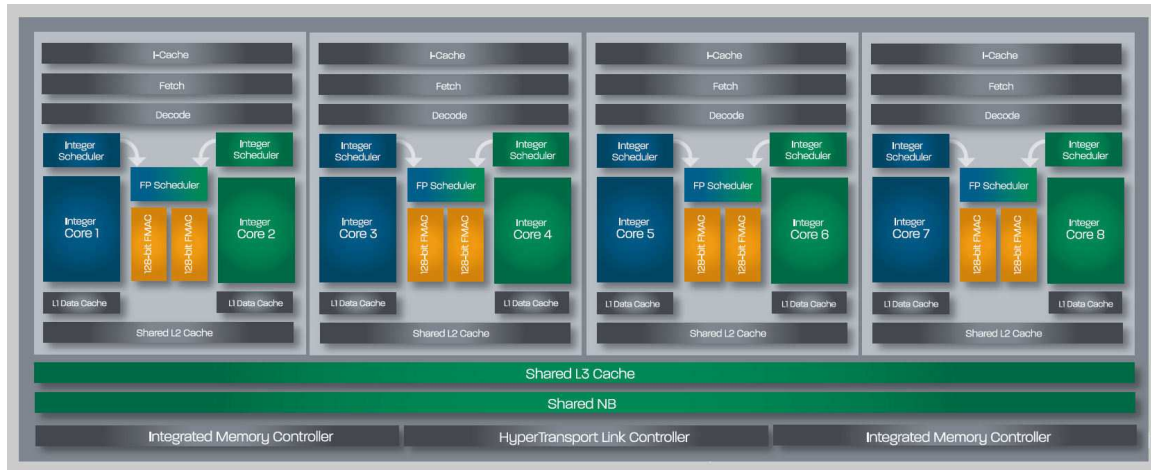 I-Cache
Fetch
Decode
Integer
Scheduler
Integer
Scheduler
FP Scheduler
Integer
Core 1
128-bit FMAC
128-bit FMAC
Integer
Core 2
L1 Data Cache
L1 Data Cache
Shared L2 Cache
I-Cache
Fetch
Decode
Integer
Scheduler
Integer
Scheduler
FP Scheduler
Integer
Core 3
128-bit FMAC
128-bit FMAC
Integer
Core 4
L1 Data Cache
L1 Data Cache
Shared L2 Cache
I-Cache
Fetch
Decode
Integer
Scheduler
Integer
Scheduler
FP Scheduler
Integer
Core 5
128-bit FMAC
128-bit FMAC
Integer
Core 6
L1 Data Cache
L1 Data Cache
Shared L2 Cache
I-Cache
Fetch
Decode
Integer
Scheduler
Integer
Scheduler
FP Scheduler
Integer
Core 7
128-bit FMAC
128-bit FMAC
Integer
Core 8
L1 Data Cache
L1 Data Cache
Shared L2 Cache
Shared L3 Cache
Shared NB
Integrated Memory Controller
HyperTransport Link Controller
Integrated Memory Controller